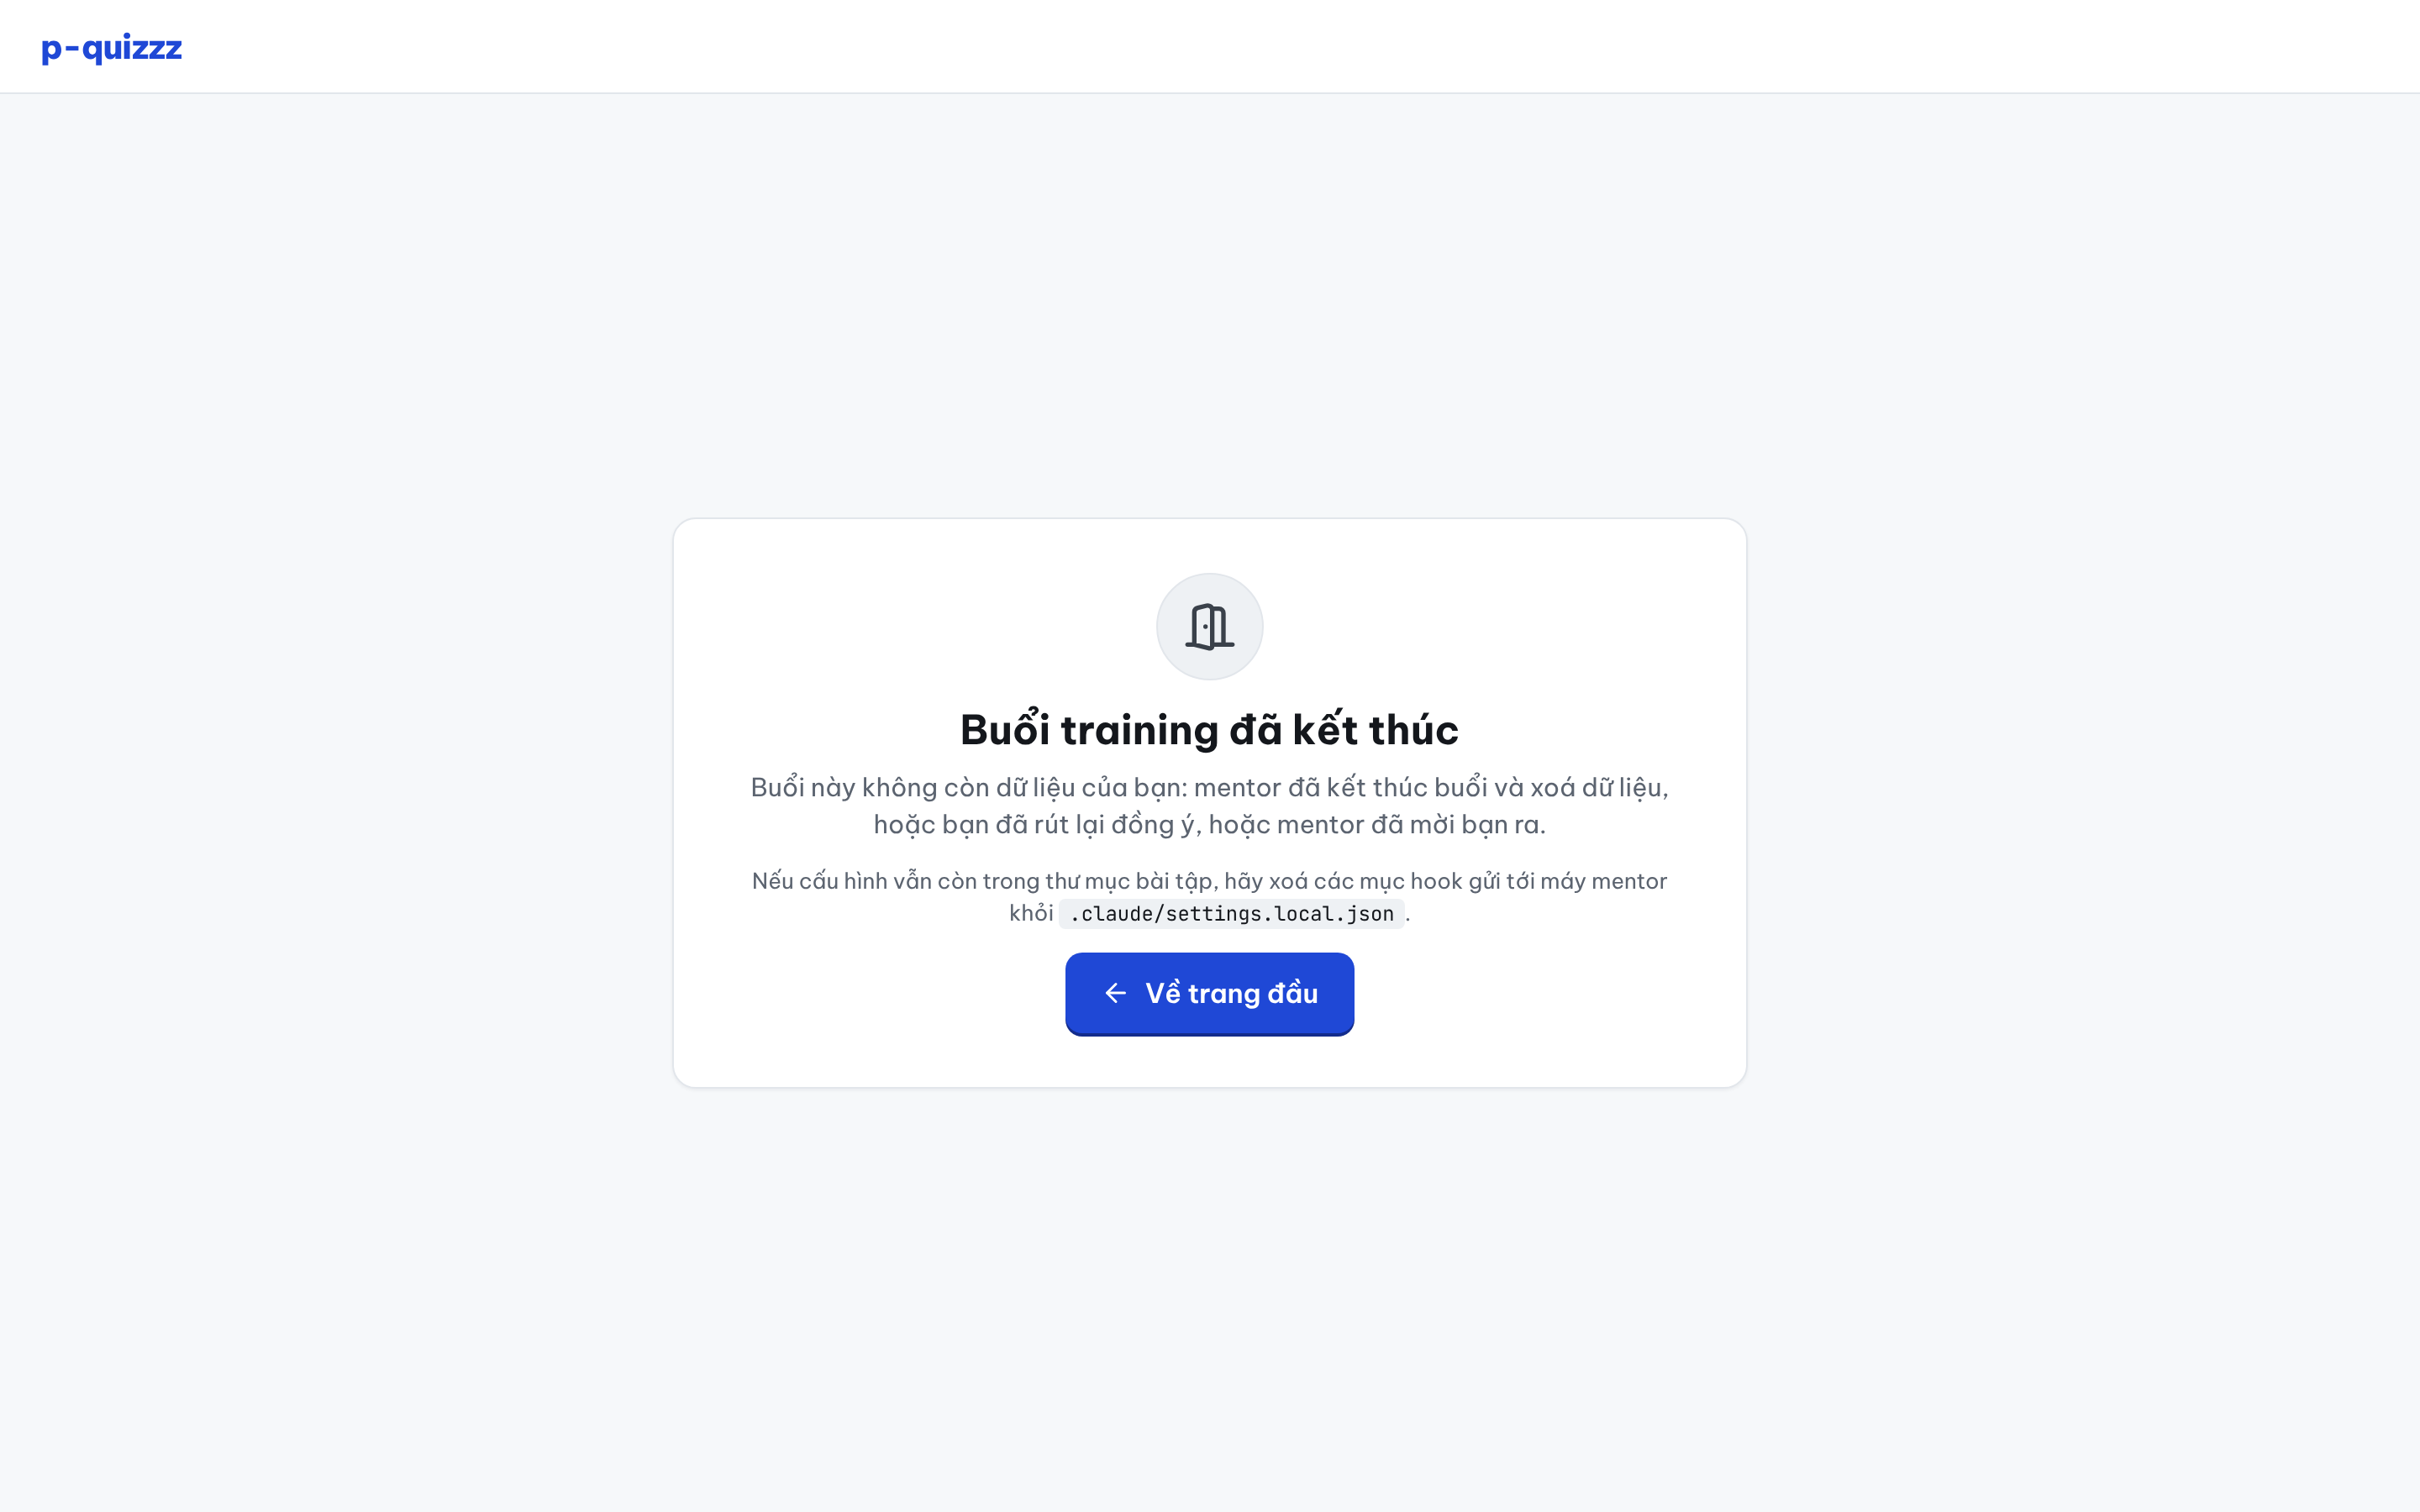 p-quizzz
Buổi training đã kết thúc
Buổi này không còn dữ liệu của bạn: mentor đã kết thúc buổi và xoá dữ liệu,
hoặc bạn đã rút lại đồng ý, hoặc mentor đã mời bạn ra.
Nếu cấu hình vẫn còn trong thư mục bài tập, hãy xoá các mục hook gửi tới máy mentor
khỏi .claude/settings.local.json.
Về trang đầu